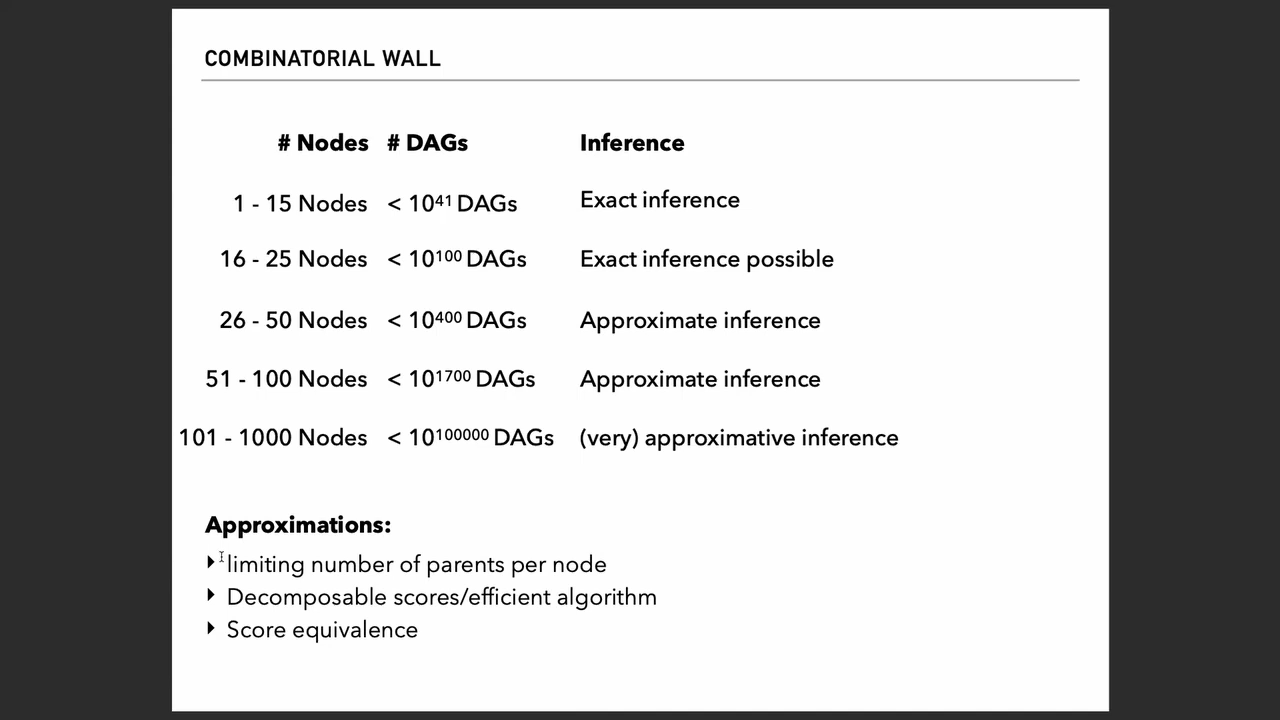 COMBINATORIAL WALL
# Nodes # DAGs Inference
1 - 15 Nodes < 10⁴¹ DAGs Exact inference
16 - 25 Nodes < 10¹⁰⁰ DAGs Exact inference possible
26 - 50 Nodes < 10⁴⁰⁰ DAGs Approximate inference
51 - 100 Nodes < 10¹⁷⁰⁰ DAGs Approximate inference
101 - 1000 Nodes < 10¹⁰⁰⁰⁰⁰ DAGs (very) approximative inference
Approximations:
limiting number of parents per node
Decomposable scores/efficient algorithm
Score equivalence